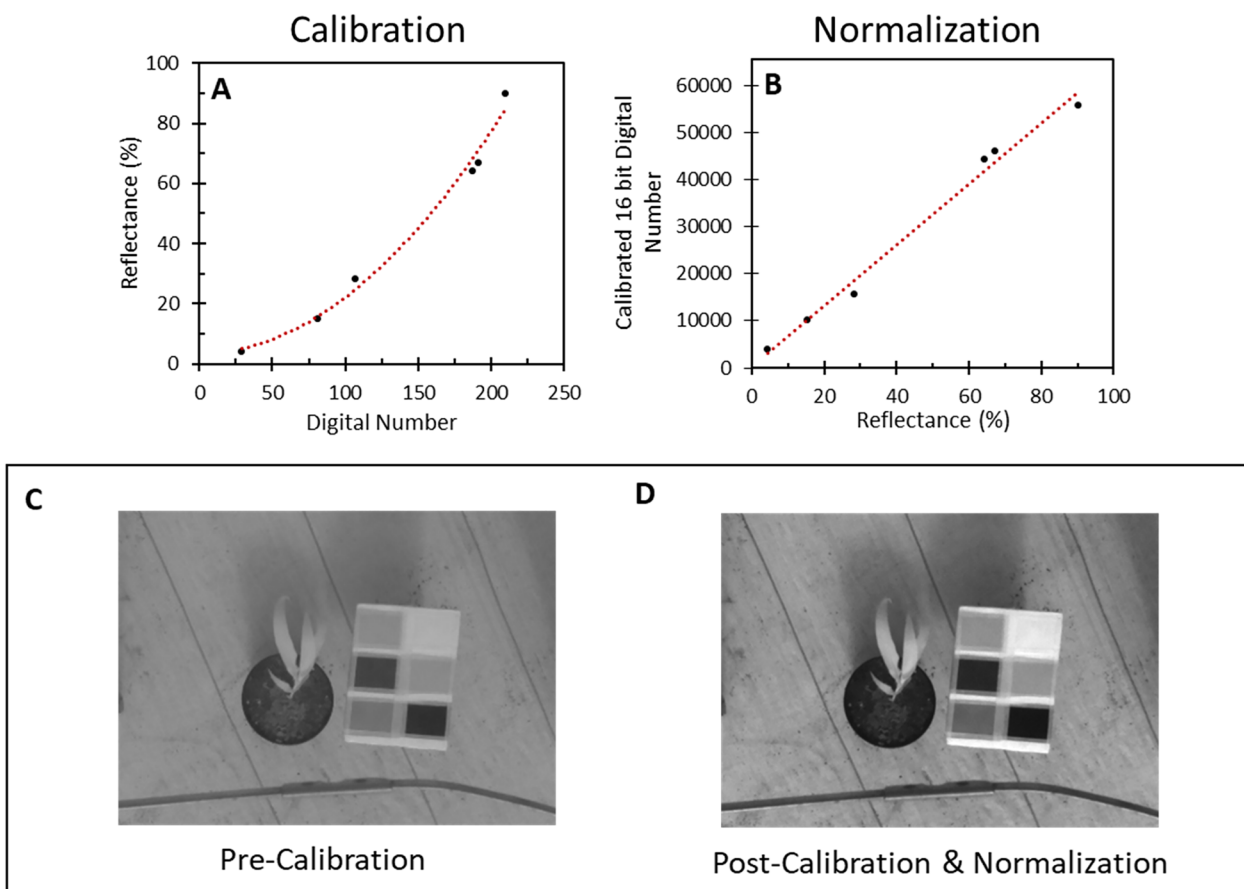 Calibration
A
100
80
60
40
20
0
Reflectance (%)
0 50 100 150 200 250
Digital Number
Normalization
B
60000
50000
40000
30000
20000
10000
0
Calibrated 16 bit Digital
Number
0 20 40 60 80 100
Reflectance (%)
C
Pre-Calibration
D
Post-Calibration & Normalization